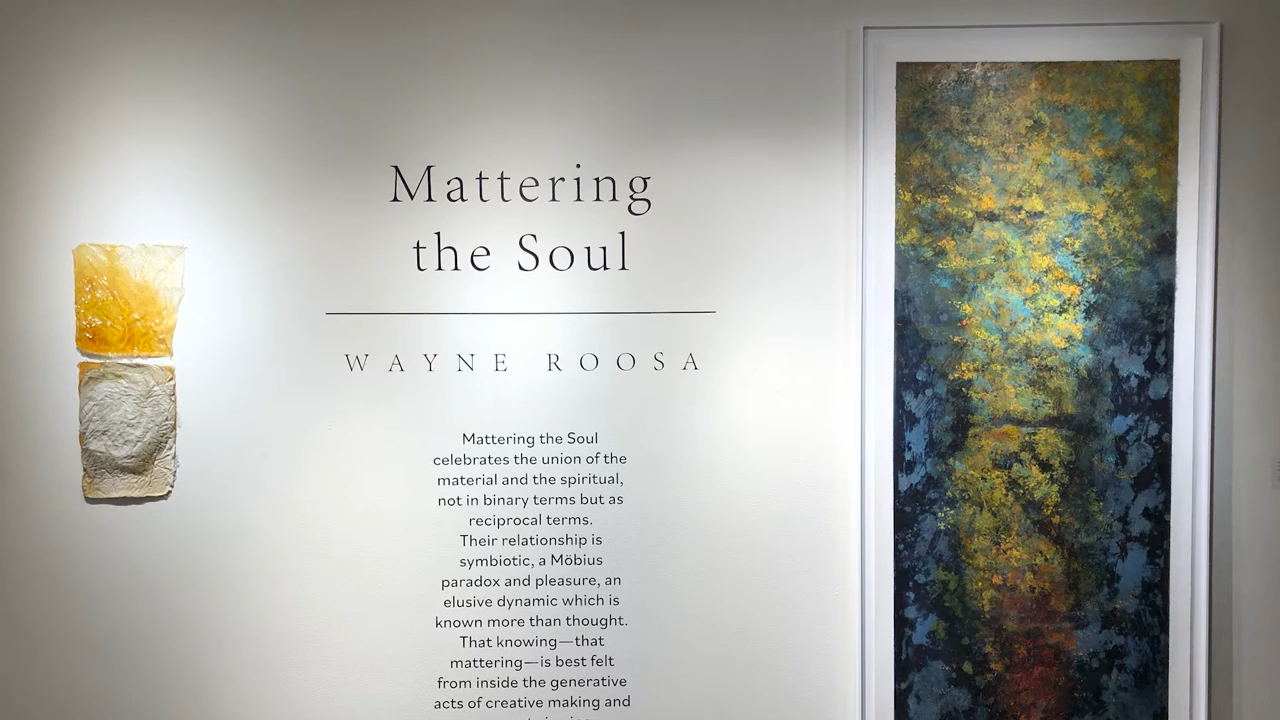 Mattering
the Soul
WAYNE ROOSA
Mattering the Soul
celebrates the union of the
material and the spiritual,
not in binary terms but as
reciprocal terms.
Their relationship is
symbiotic, a Möbius
paradox and pleasure, an
elusive dynamic which is
known more than thought.
That knowing—that
mattering—is best felt
from inside the generative
acts of creative making and